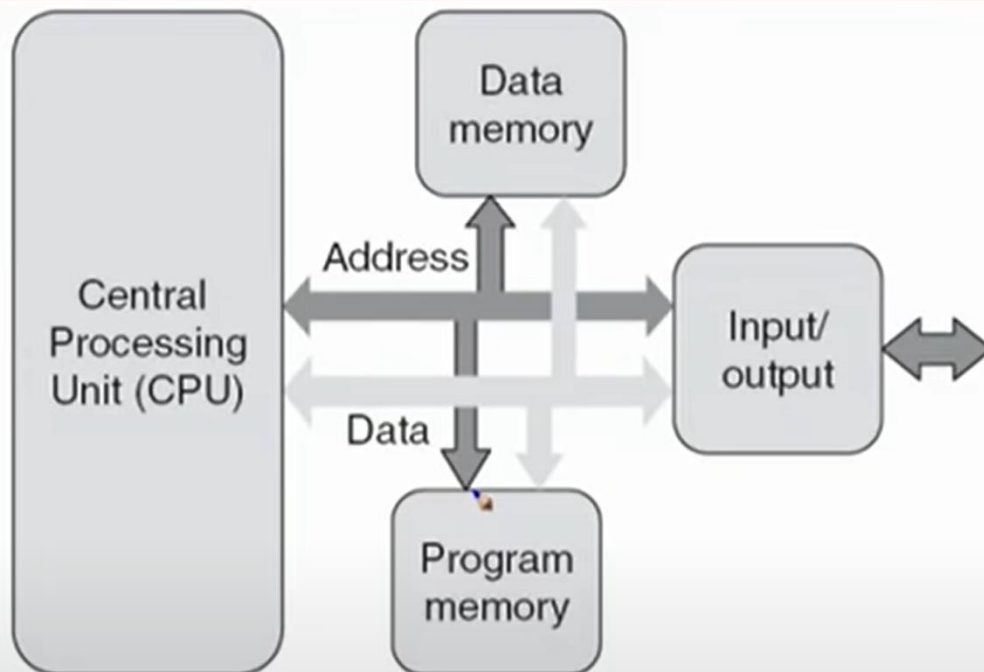 Data
memory
Address
Central
Processing
Unit (CPU)
Input/
output
Data
Program
memory